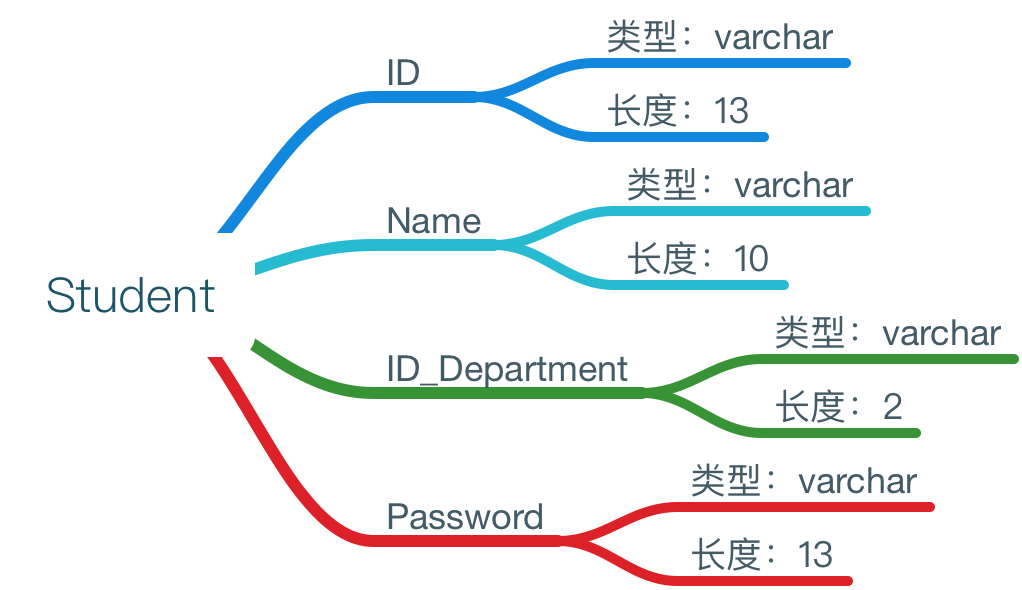 Student
ID
类型：varchar
长度：13
Name
类型：varchar
长度：10
ID_Department
类型：varchar
长度：2
Password
类型：varchar
长度：13